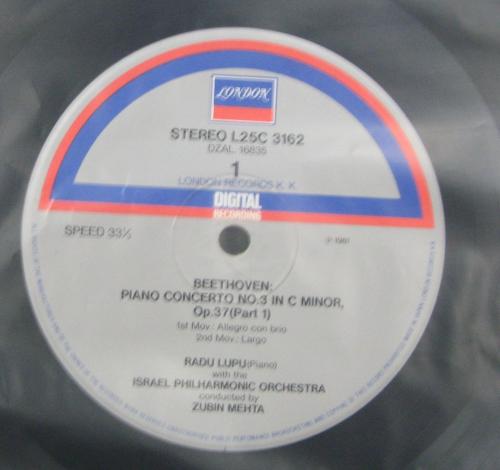 LONDON
STEREO L25C 3162
DZAL. 16835
1
LONDON RECORDS K. K.
DIGITAL
RECORDING
SPEED 33⅓
℗ 1981
BEETHOVEN:
PIANO CONCERTO NO.3 IN C MINOR,
Op.37(Part 1)
1st Mov.: Allegro con brio
2nd Mov.: Largo
RADU LUPU(Piano)
with the
ISRAEL PHILHARMONIC ORCHESTRA
conducted by
ZUBIN MEHTA